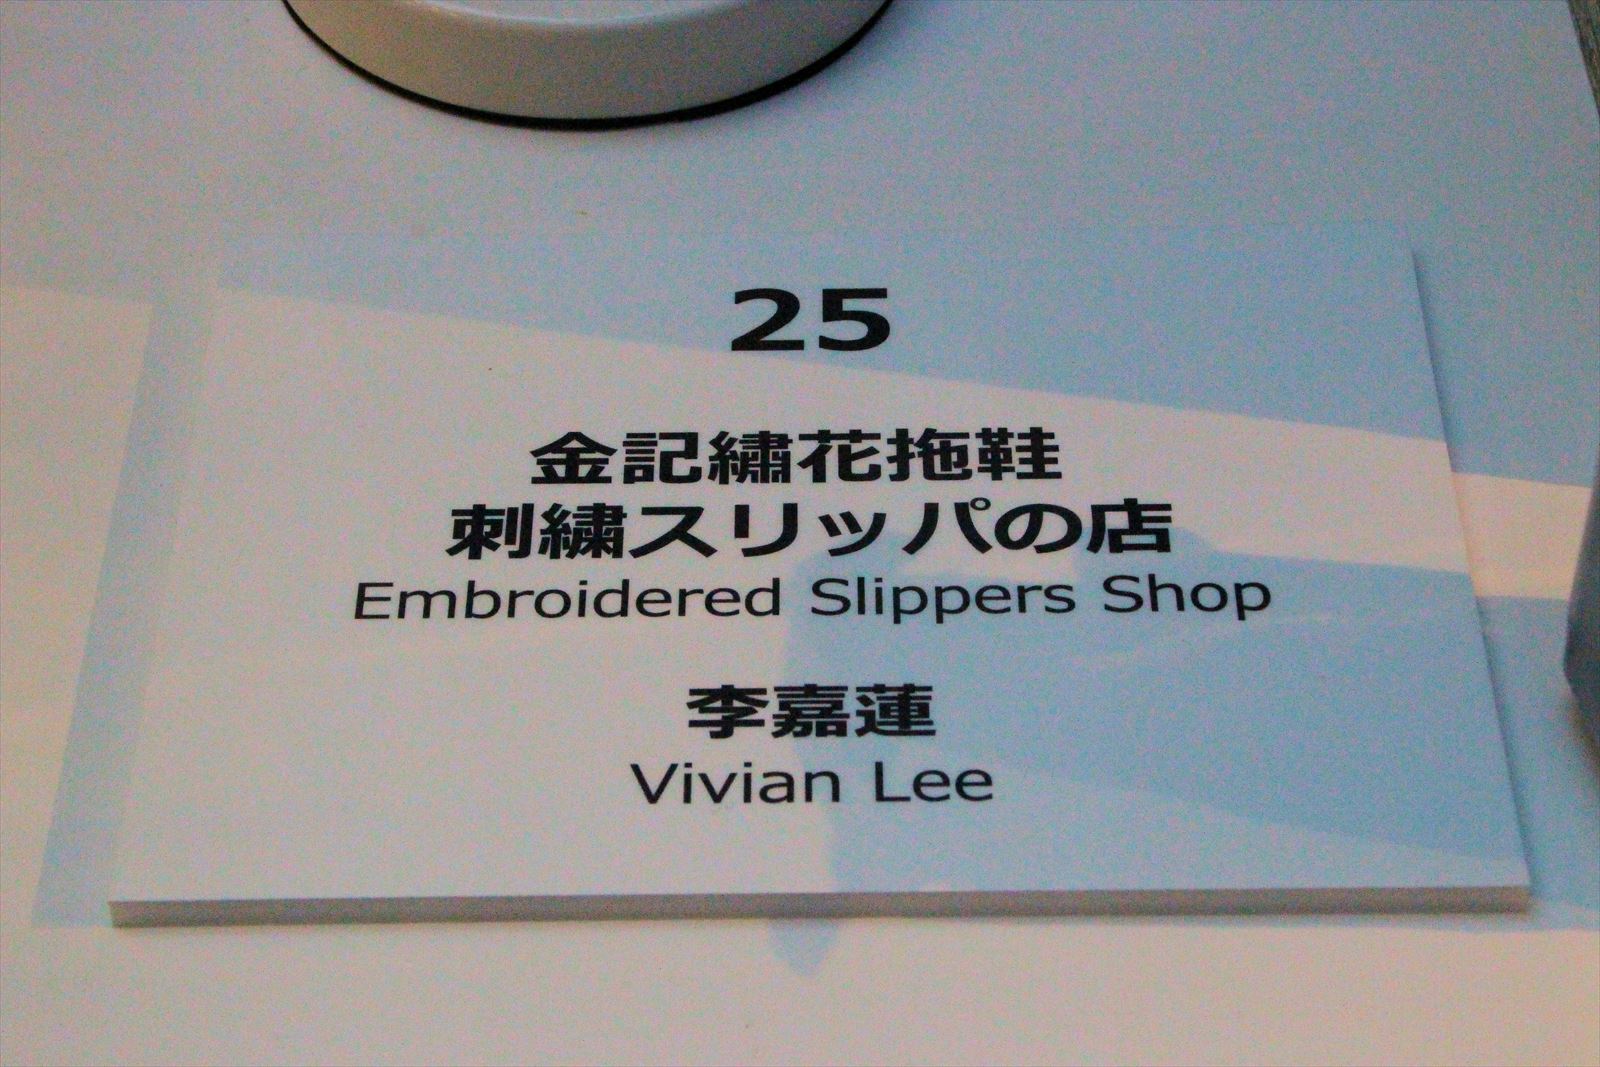 25
金記繡花拖鞋
刺繍スリッパの店
Embroidered Slippers Shop
李嘉蓮
Vivian Lee